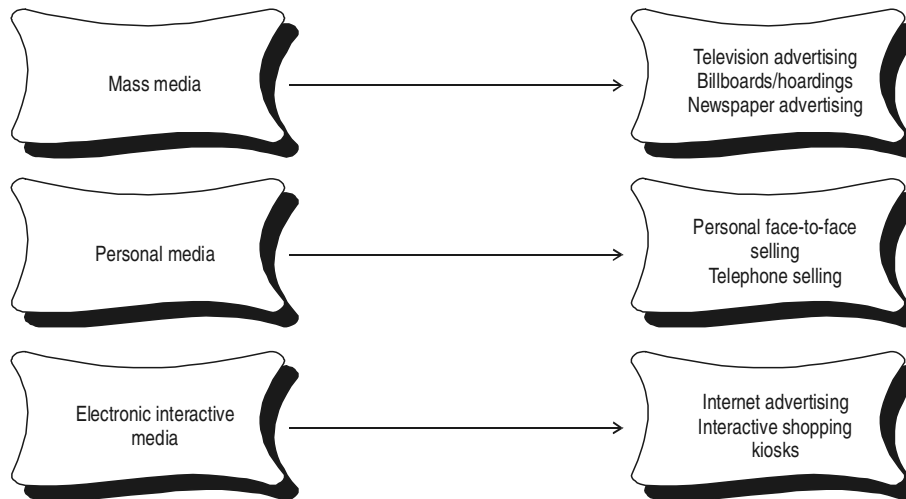 Mass media
Television advertising
Billboards/hoardings
Newspaper advertising
Personal media
Personal face-to-face
selling
Telephone selling
Electronic interactive
media
Internet advertising
Interactive shopping
kiosks